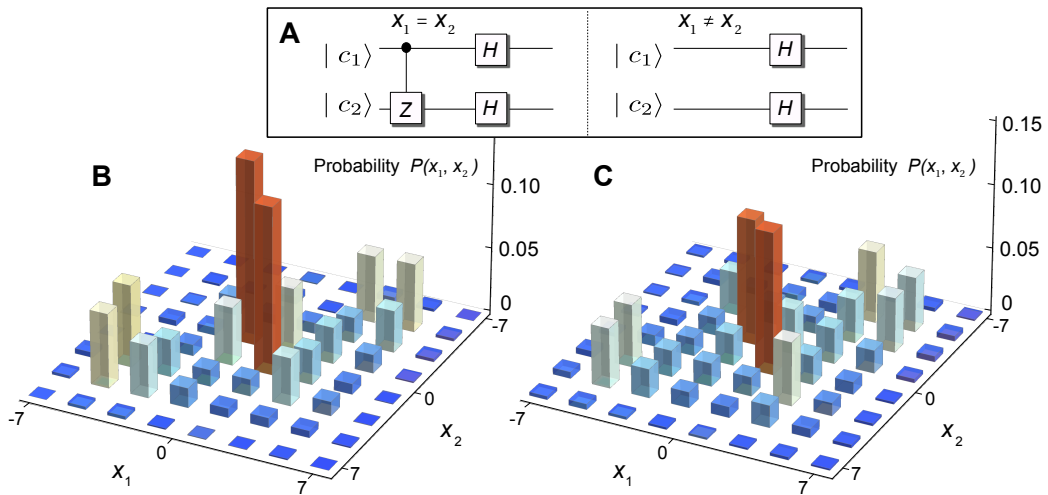 A
x₁ = x₂
x₁ ≠ x₂
| c₁⟩
H
| c₁⟩
H
| c₂⟩
Z
H
| c₂⟩
H
B
Probability P(x₁, x₂)
0.10
0.05
0
-7
0
7
x₂
-7
0
7
x₁
C
Probability P(x₁, x₂)
0.15
0.10
0.05
0
-7
0
7
x₂
-7
0
7
x₁